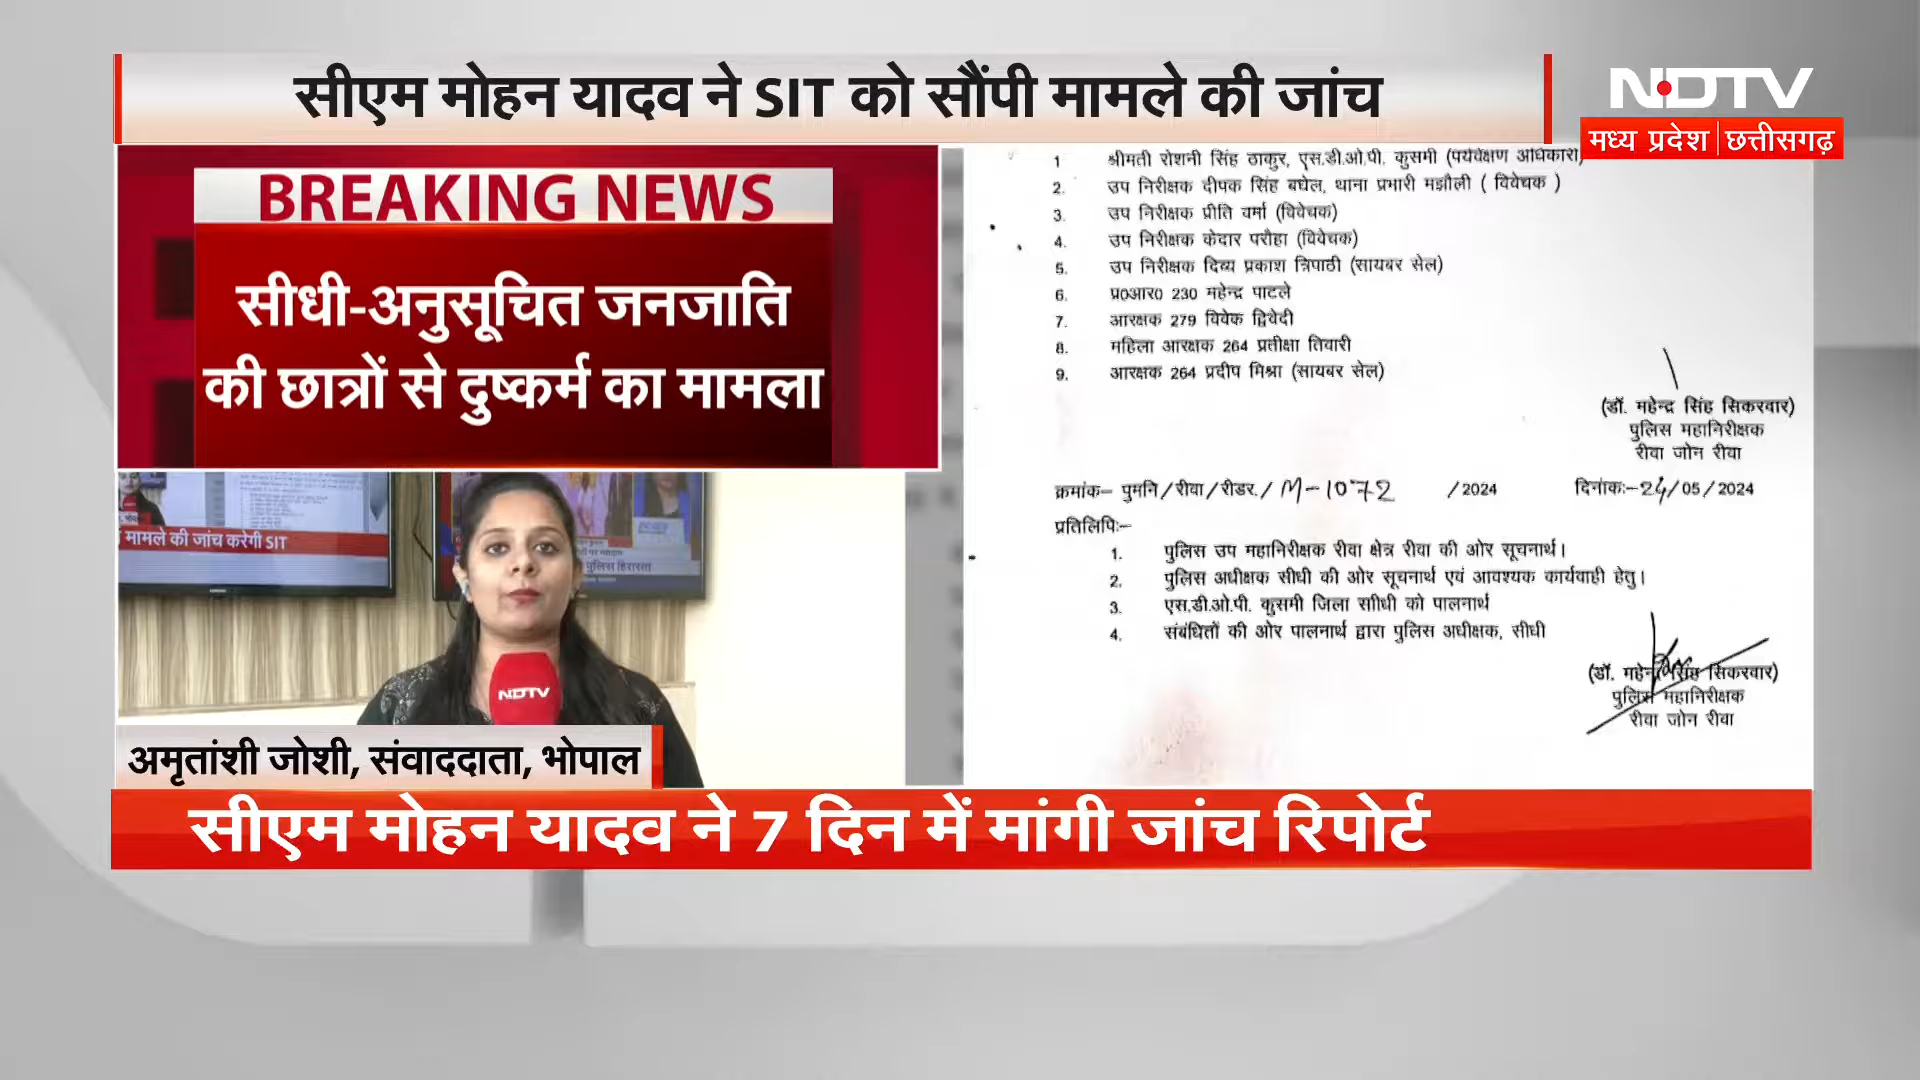 सीएम मोहन यादव ने SIT को सौंपी मामले की जांच
NDTV
मध्य प्रदेश | छत्तीसगढ़
BREAKING NEWS
सीधी-अनुसूचित जनजाति
की छात्रों से दुष्कर्म का मामला
1 श्रीमती रोशनी सिंह ठाकुर, एस.डी.ओ.पी. कुसमी (पर्यवेक्षण अधिकारी)
2. उप निरीक्षक दीपक सिंह बघेल, थाना प्रभारी मझौली ( विवेचक )
3. उप निरीक्षक प्रीति वर्मा (विवेचक)
4. उप निरीक्षक केदार परौहा (विवेचक)
5. उप निरीक्षक दिव्य प्रकाश त्रिपाठी (सायबर सेल)
6. प्र0आर0 230 महेन्द्र पाटले
7. आरक्षक 279 विवेक द्विवेदी
8. महिला आरक्षक 264 प्रतीक्षा तिवारी
9. आरक्षक 264 प्रदीप मिश्रा (सायबर सेल)
(डॉ. महेन्द्र सिंह सिकरवार)
पुलिस महानिरीक्षक
रीवा जोन रीवा
क्रमांक– पुमनि/रीवा/रीडर./M-1072 /2024 दिनांकः–24/05/2024
प्रतिलिपिः–
1. पुलिस उप महानिरीक्षक रीवा क्षेत्र रीवा की ओर सूचनार्थ।
2. पुलिस अधीक्षक सीधी की ओर सूचनार्थ एवं आवश्यक कार्यवाही हेतु।
3. एस.डी.ओ.पी. कुसमी जिला साीधी को पालनार्थ
4. संबंधितों की ओर पालनार्थ द्वारा पुलिस अधीक्षक, सीधी
(डॉ. महेन्द्र सिंह सिकरवार)
पुलिस महानिरीक्षक
रीवा जोन रीवा
मामले की जांच करेगी SIT
पुलिस हिरासत
NDTV
अमृतांशी जोशी, संवाददाता, भोपाल
सीएम मोहन यादव ने 7 दिन में मांगी जांच रिपोर्ट